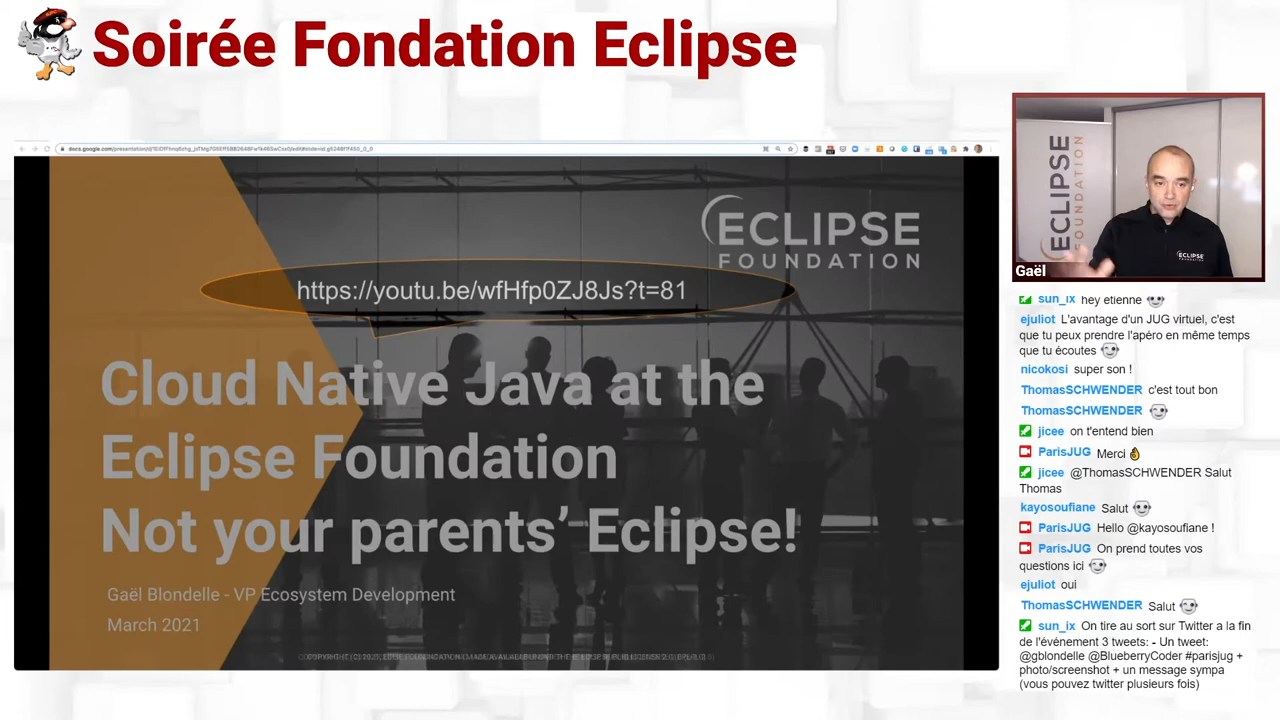 Soirée Fondation Eclipse
ECLIPSE
FOUNDATION
https://youtu.be/wfHfp0ZJ8Js?t=81
Cloud Native Java at the
Eclipse Foundation
Not your parents’ Eclipse!
Gaël Blondelle - VP Ecosystem Development
March 2021
ECLIPSE
FOUNDATION
ECLIPSE
FOUNDATION
Gaël
sun_ix hey etienne
ejuliot L'avantage d'un JUG virtuel, c'est
que tu peux prendre l'apéro en même temps
que tu écoutes
nicokosi super son !
ThomasSCHWENDER c'est tout bon
ThomasSCHWENDER
jicee on t'entend bien
ParisJUG Merci
jicee @ThomasSCHWENDER Salut
Thomas
kayosoufiane Salut
ParisJUG Hello @kayosoufiane !
ParisJUG On prend toutes vos
questions ici
ejuliot oui
ThomasSCHWENDER Salut
sun_ix On tire au sort sur Twitter a la fin
de l'événement 3 tweets: - Un tweet:
@gblondelle @BlueberryCoder #parisjug +
photo/screenshot + un message sympa
(vous pouvez twitter plusieurs fois)